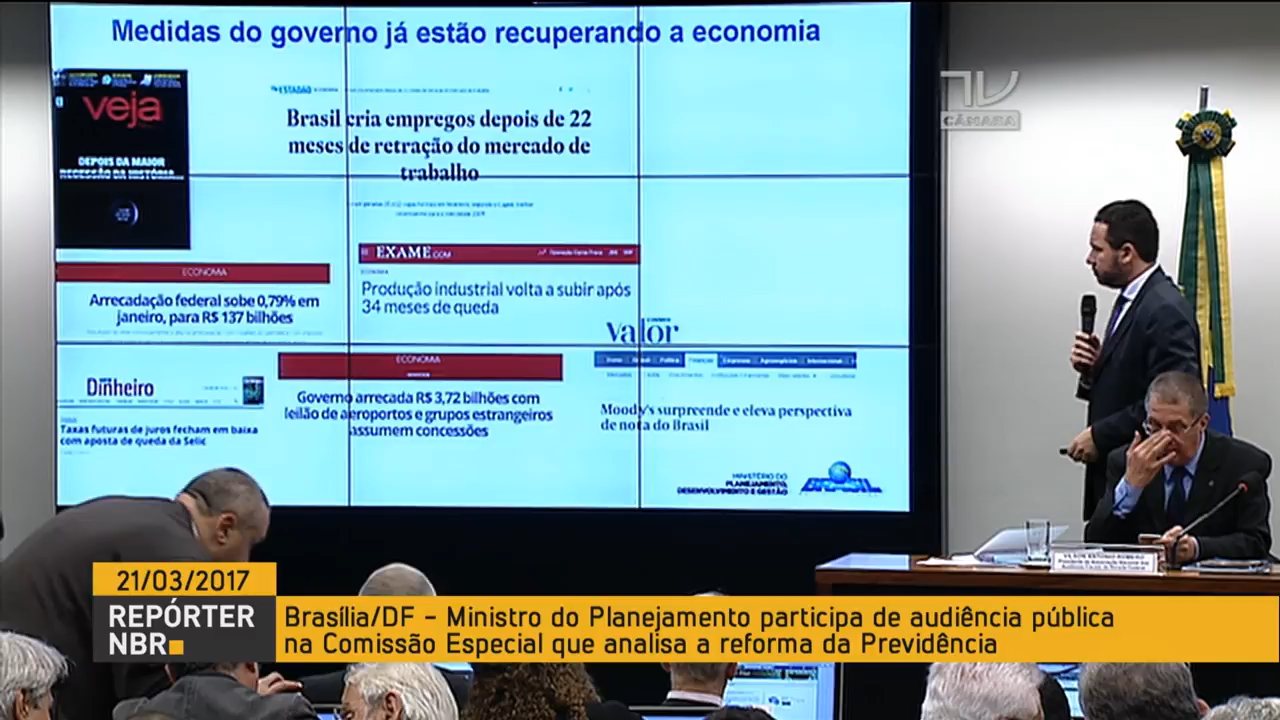 Medidas do governo já estão recuperando a economia
TV
CÂMARA
veja
DEPOIS DA MAIOR
RECESSÃO DA HISTÓRIA
ESTADÃO
Brasil cria empregos depois de 22
meses de retração do mercado de
trabalho
EXAME.COM
ECONOMIA
Produção industrial volta a subir após
34 meses de queda
ECONOMIA
Arrecadação federal sobe 0,79% em
janeiro, para R$ 137 bilhões
Valor
Moody's surpreende e eleva perspectiva
de nota do Brasil
Dinheiro
Taxas futuras de juros fecham em baixa
com aposta de queda da Selic
ECONOMIA
Governo arrecada R$ 3,72 bilhões com
leilão de aeroportos e grupos estrangeiros
assumem concessões
MINISTÉRIO DO
PLANEJAMENTO,
DESENVOLVIMENTO E GESTÃO
21/03/2017
REPÓRTER
NBR
Brasília/DF - Ministro do Planejamento participa de audiência pública
na Comissão Especial que analisa a reforma da Previdência